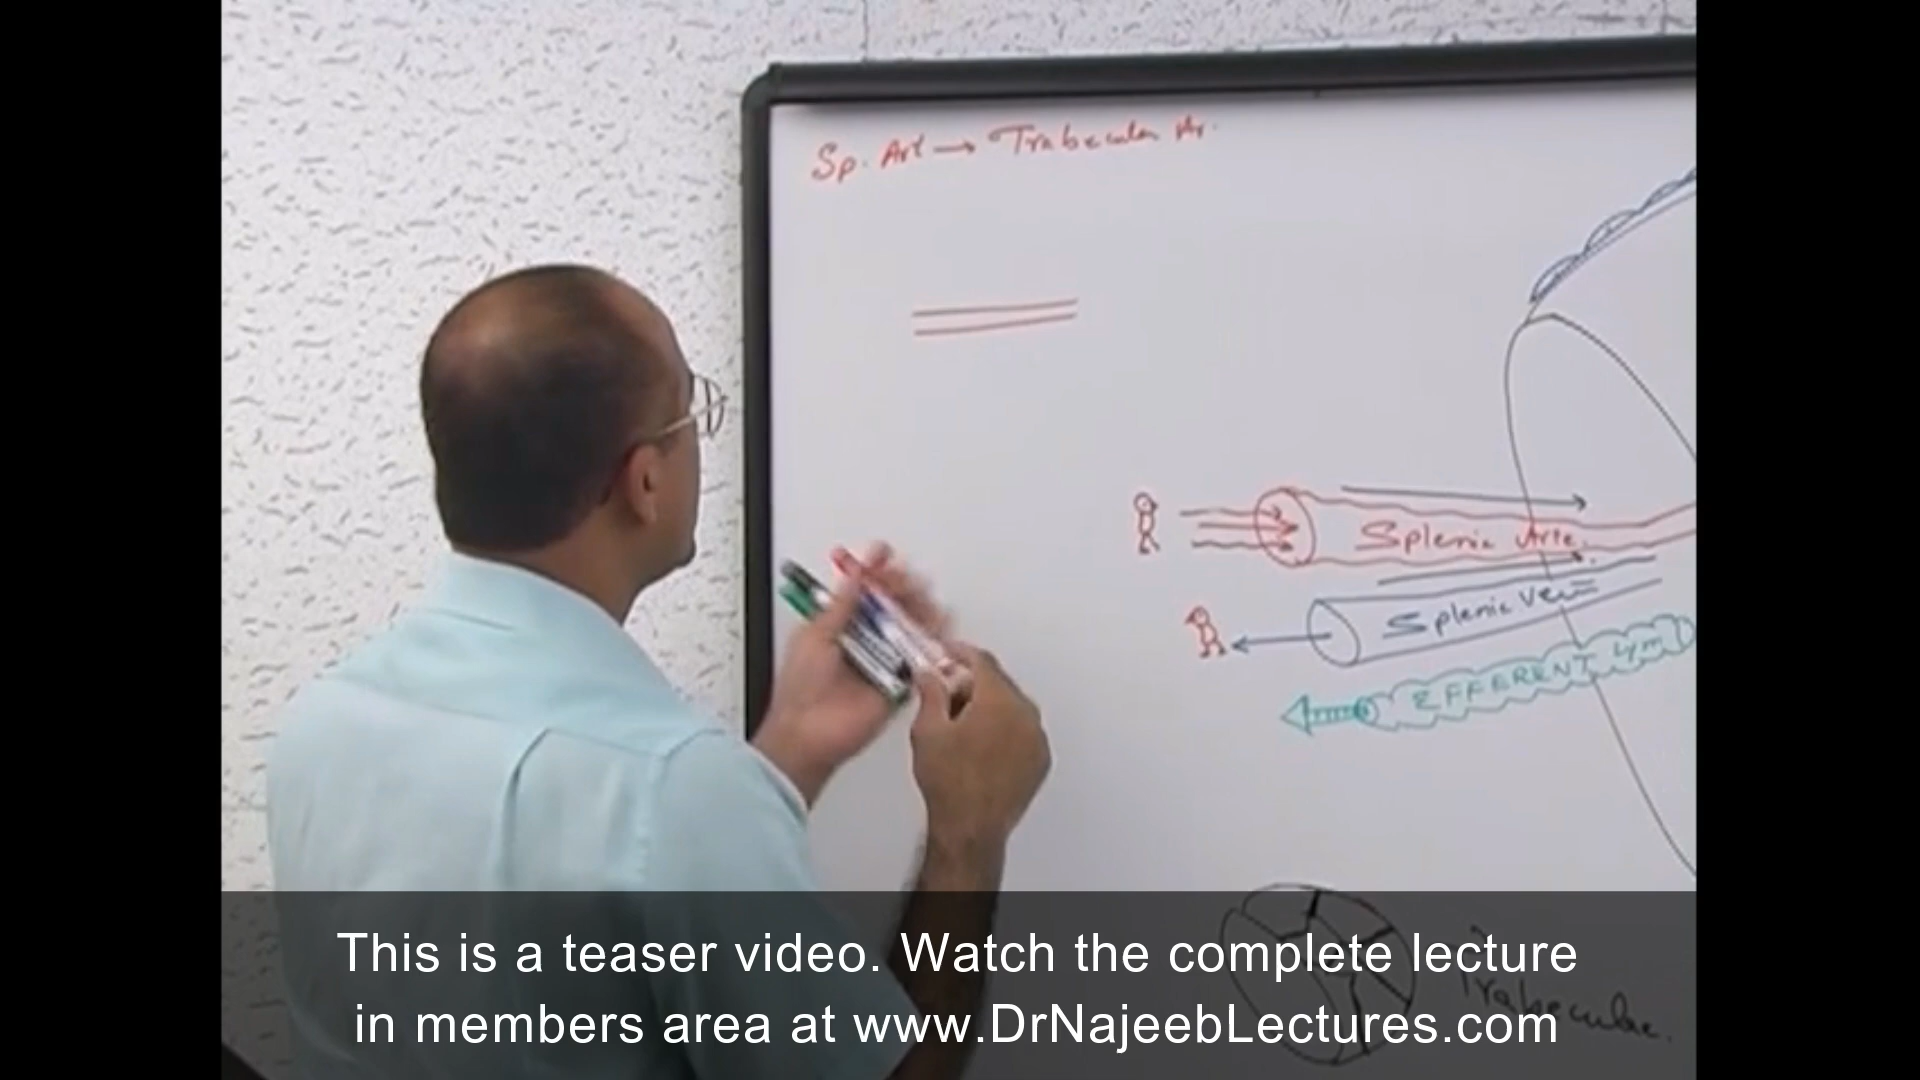 Sp. Art → Trabecular Ar.
Splenic Arte.
Splenic Vein
EFFERENT Lym
Trabeculae.
This is a teaser video. Watch the complete lecture
in members area at www.DrNajeebLectures.com